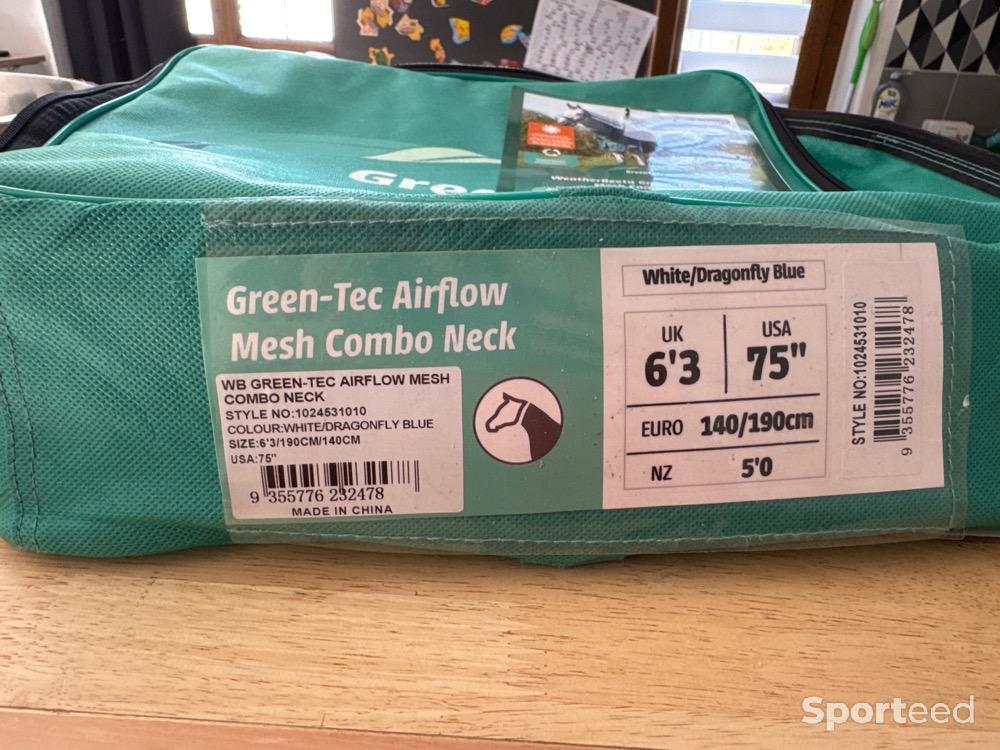 Gree
WeatherBeeta
Green-Tec Airflow
Mesh Combo Neck
WB GREEN-TEC AIRFLOW MESH
COMBO NECK
STYLE NO:1024531010
COLOUR:WHITE/DRAGONFLY BLUE
SIZE:6'3/190CM/140CM
USA:75"
9 355776 232478
MADE IN CHINA
White/Dragonfly Blue
UK
6'3
USA
75"
EURO 140/190cm
NZ 5'0
STYLE NO:1024531010
9 355776 232478
Sporteed